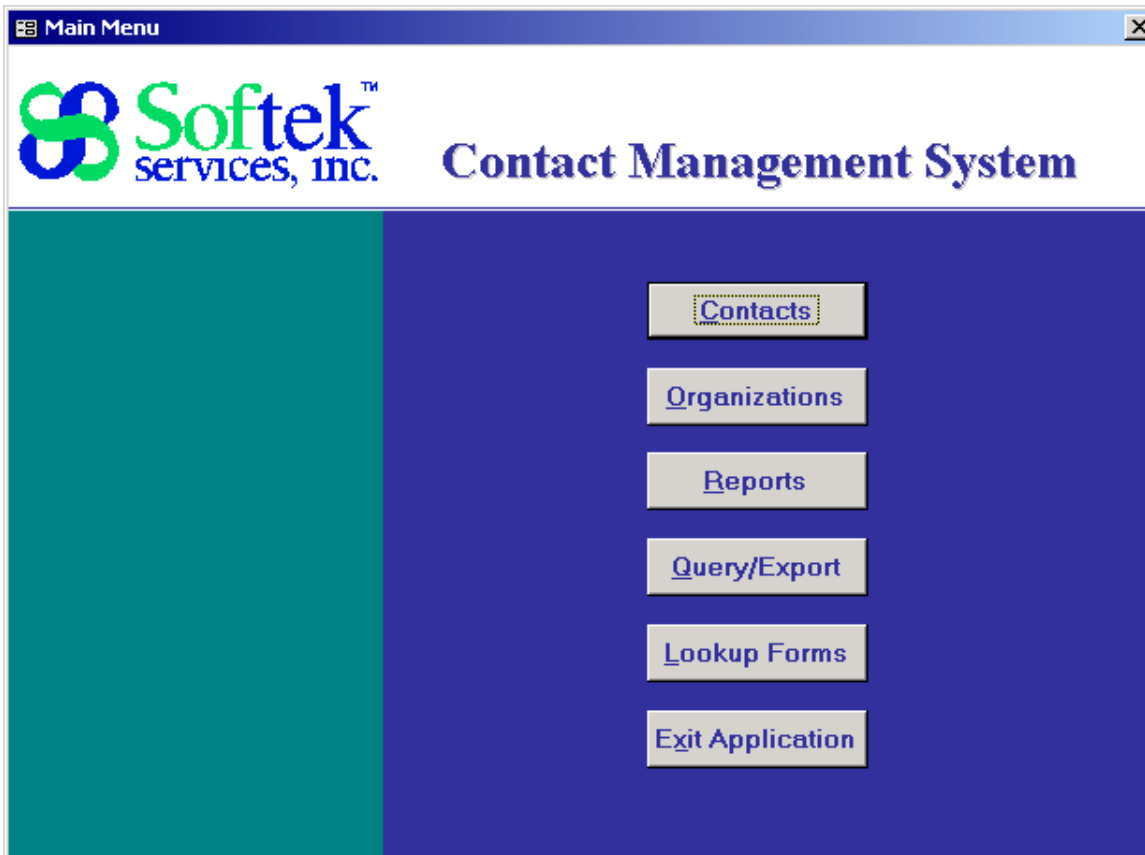 Main Menu
Softek™
services, inc.
Contact Management System
Contacts
Organizations
Reports
Query/Export
Lookup Forms
Exit Application